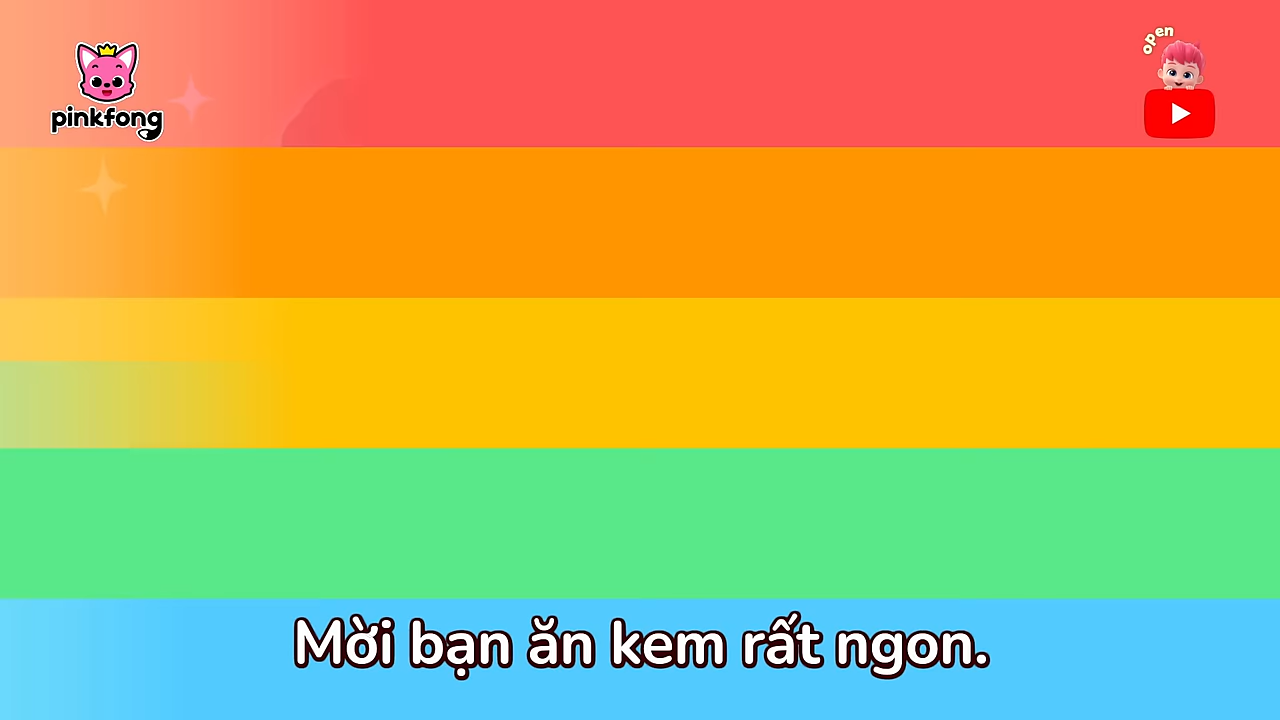 pinkfong
open
Mời bạn ăn kem rất ngon.